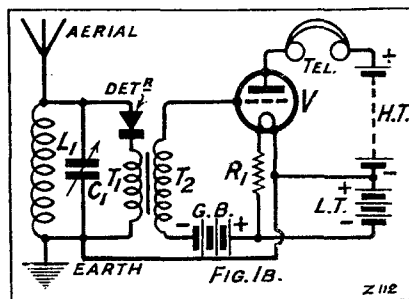 AERIAL
DETR
TEL.
V
+
H.T.
L1
C1
T1
T2
R1
-
+
L.T.
-
- G.B. +
EARTH
FIG.1B.
Z112